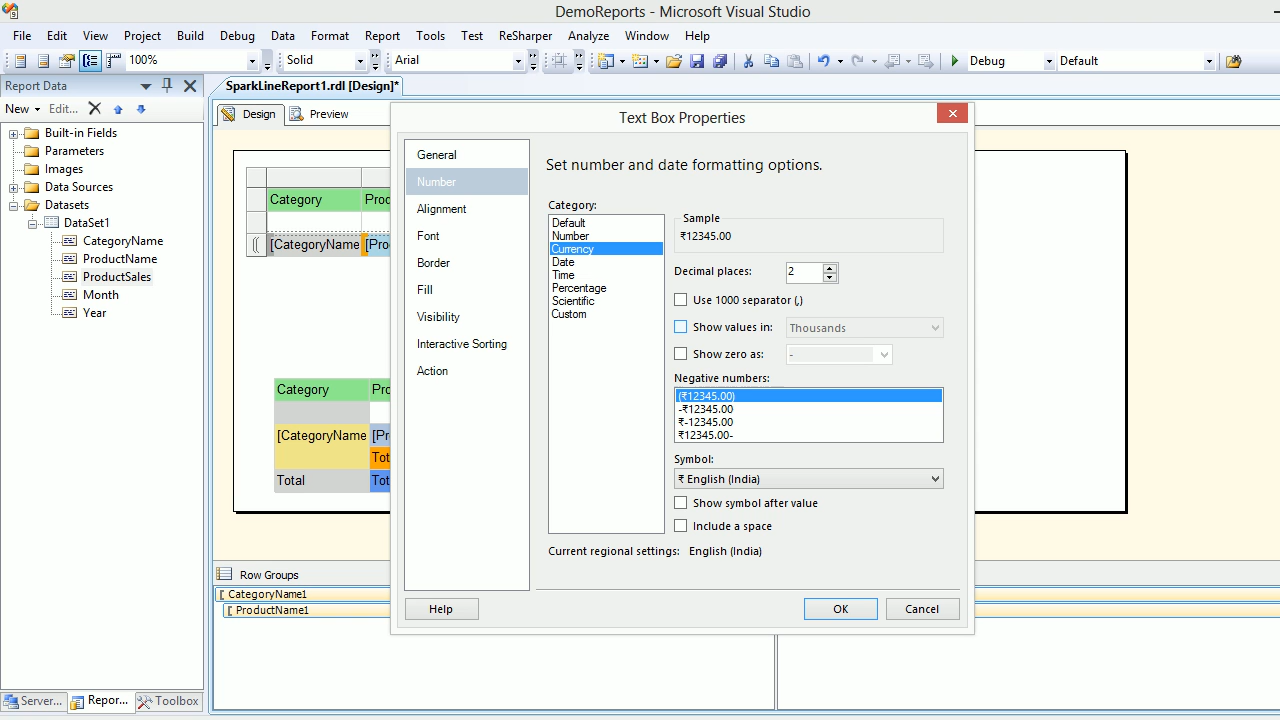 DemoReports - Microsoft Visual Studio
File Edit View Project Build Debug Data Format Report Tools Test ReSharper Analyze Window Help
100% Solid Arial Debug Default
Report Data
New Edit...
Built-in Fields
Parameters
Images
Data Sources
Datasets
DataSet1
CategoryName
ProductName
ProductSales
Month
Year
Server... Repor... Toolbox
SparkLineReport1.rdl [Design]*
Design Preview
Category Proc
[CategoryName [Pro
Category Pro
[CategoryName [Pr
Tot
Total Tot
Row Groups
[ CategoryName1
[ ProductName1
Text Box Properties
General
Number
Alignment
Font
Border
Fill
Visibility
Interactive Sorting
Action
Set number and date formatting options.
Category:
Default
Number
Currency
Date
Time
Percentage
Scientific
Custom
Sample
₹12345.00
Decimal places: 2
Use 1000 separator (,)
Show values in: Thousands
Show zero as: -
Negative numbers:
(₹12345.00)
-₹12345.00
₹-12345.00
₹12345.00-
Symbol:
₹ English (India)
Show symbol after value
Include a space
Current regional settings: English (India)
Help OK Cancel